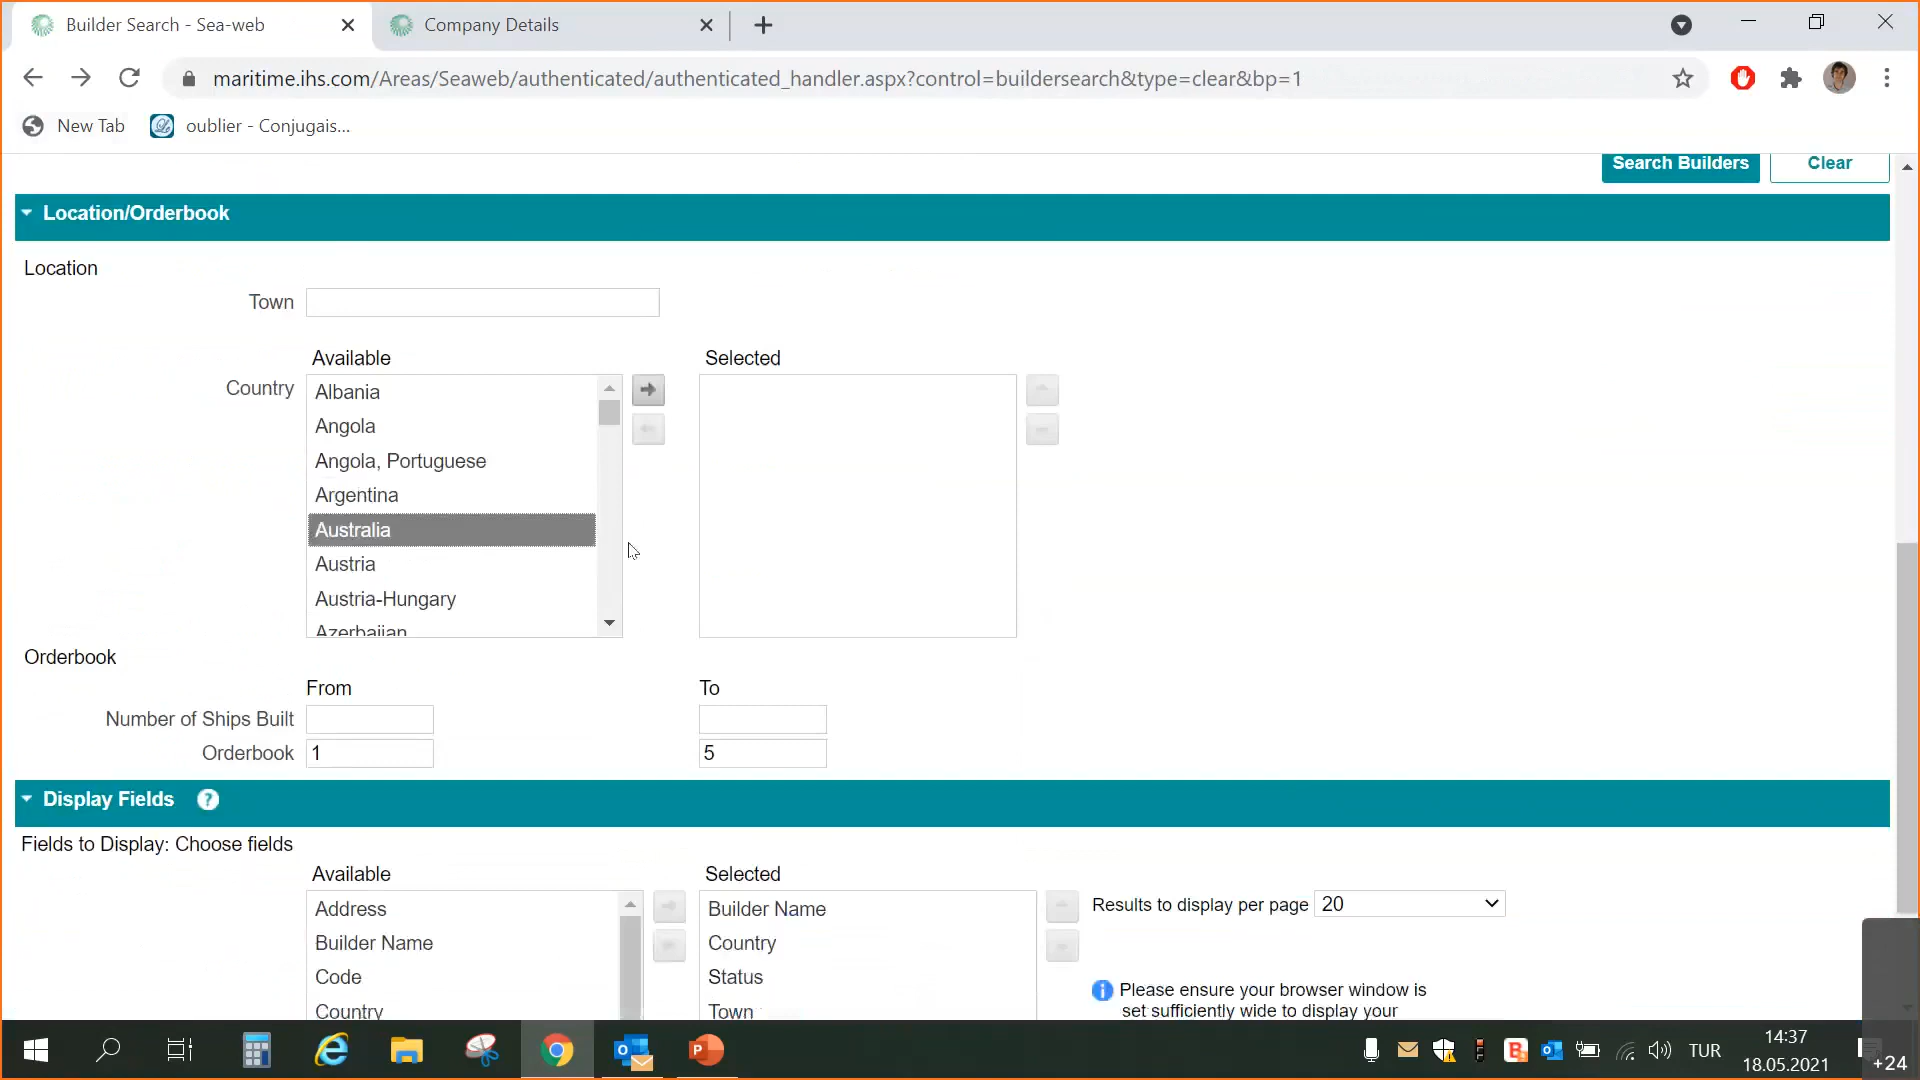 Builder Search - Sea-web
Company Details
maritime.ihs.com/Areas/Seaweb/authenticated/authenticated_handler.aspx?control=buildersearch&type=clear&bp=1
New Tab
oublier - Conjugais...
Search Builders
Clear
Location/Orderbook
Location
Town
Available
Selected
Country
Albania
Angola
Angola, Portuguese
Argentina
Australia
Austria
Austria-Hungary
Azerbaijan
Orderbook
From
To
Number of Ships Built
Orderbook 1 5
Display Fields ?
Fields to Display: Choose fields
Available
Selected
Address
Builder Name
Code
Country
Builder Name
Country
Status
Town
Results to display per page 20
Please ensure your browser window is
set sufficiently wide to display your
TUR
14:37
18.05.2021
+24